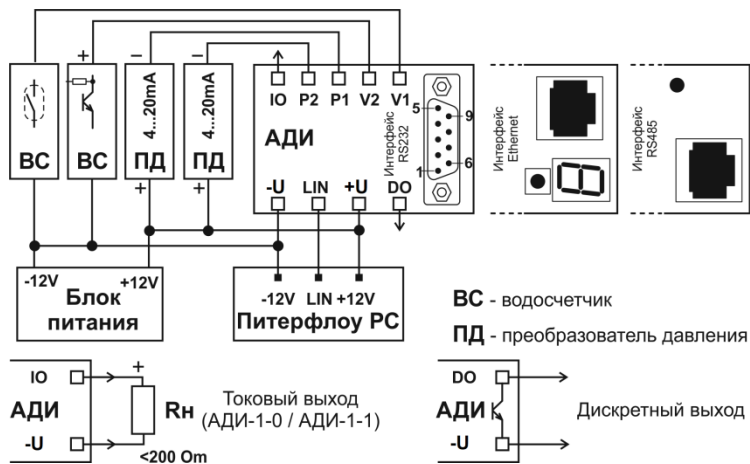 +
−
−
IO P2 P1 V2 V1
ВС
ВС
4...20mA
ПД
4...20mA
ПД
+
+
АДИ
Интерфейс
RS232
5
9
1
6
-U LIN +U DO
Интерфейс
Ethernet
Интерфейс
RS485
-12V +12V
Блок
питания
-12V LIN +12V
Питерфлоу РС
ВС - водосчетчик
ПД - преобразователь давления
IO
АДИ
-U
+
Rн
<200 Om
Токовый выход
(АДИ-1-0 / АДИ-1-1)
DO
АДИ
-U
Дискретный выход